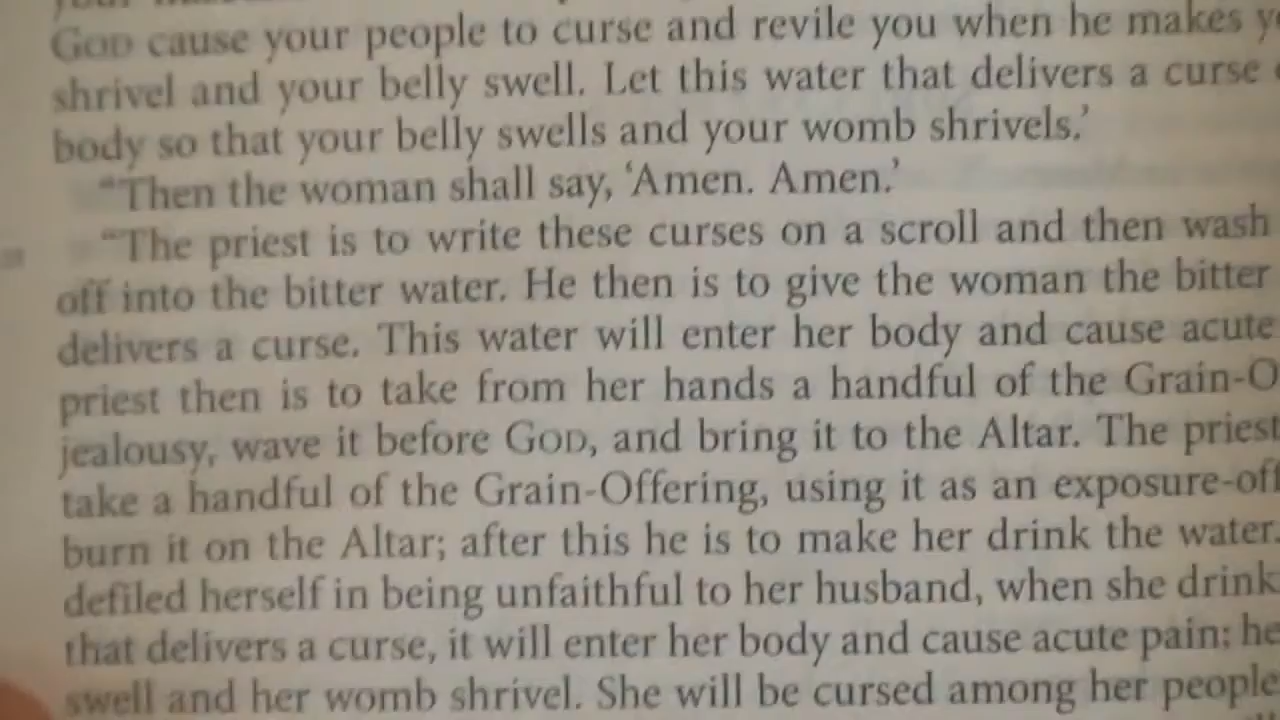 your
GOD cause your people to curse and revile you when he makes
shrivel and your belly swell. Let this water that delivers a curse
body so that your belly swells and your womb shrivels.’
“Then the woman shall say, ‘Amen. Amen.’
“The priest is to write these curses on a scroll and then wash
off into the bitter water. He then is to give the woman the bitter
delivers a curse. This water will enter her body and cause acute
priest then is to take from her hands a handful of the Grain-O
jealousy, wave it before GOD, and bring it to the Altar. The priest
take a handful of the Grain-Offering, using it as an exposure-off
burn it on the Altar; after this he is to make her drink the water.
defiled herself in being unfaithful to her husband, when she drink
that delivers a curse, it will enter her body and cause acute pain; he
swell and her womb shrivel. She will be cursed among her people